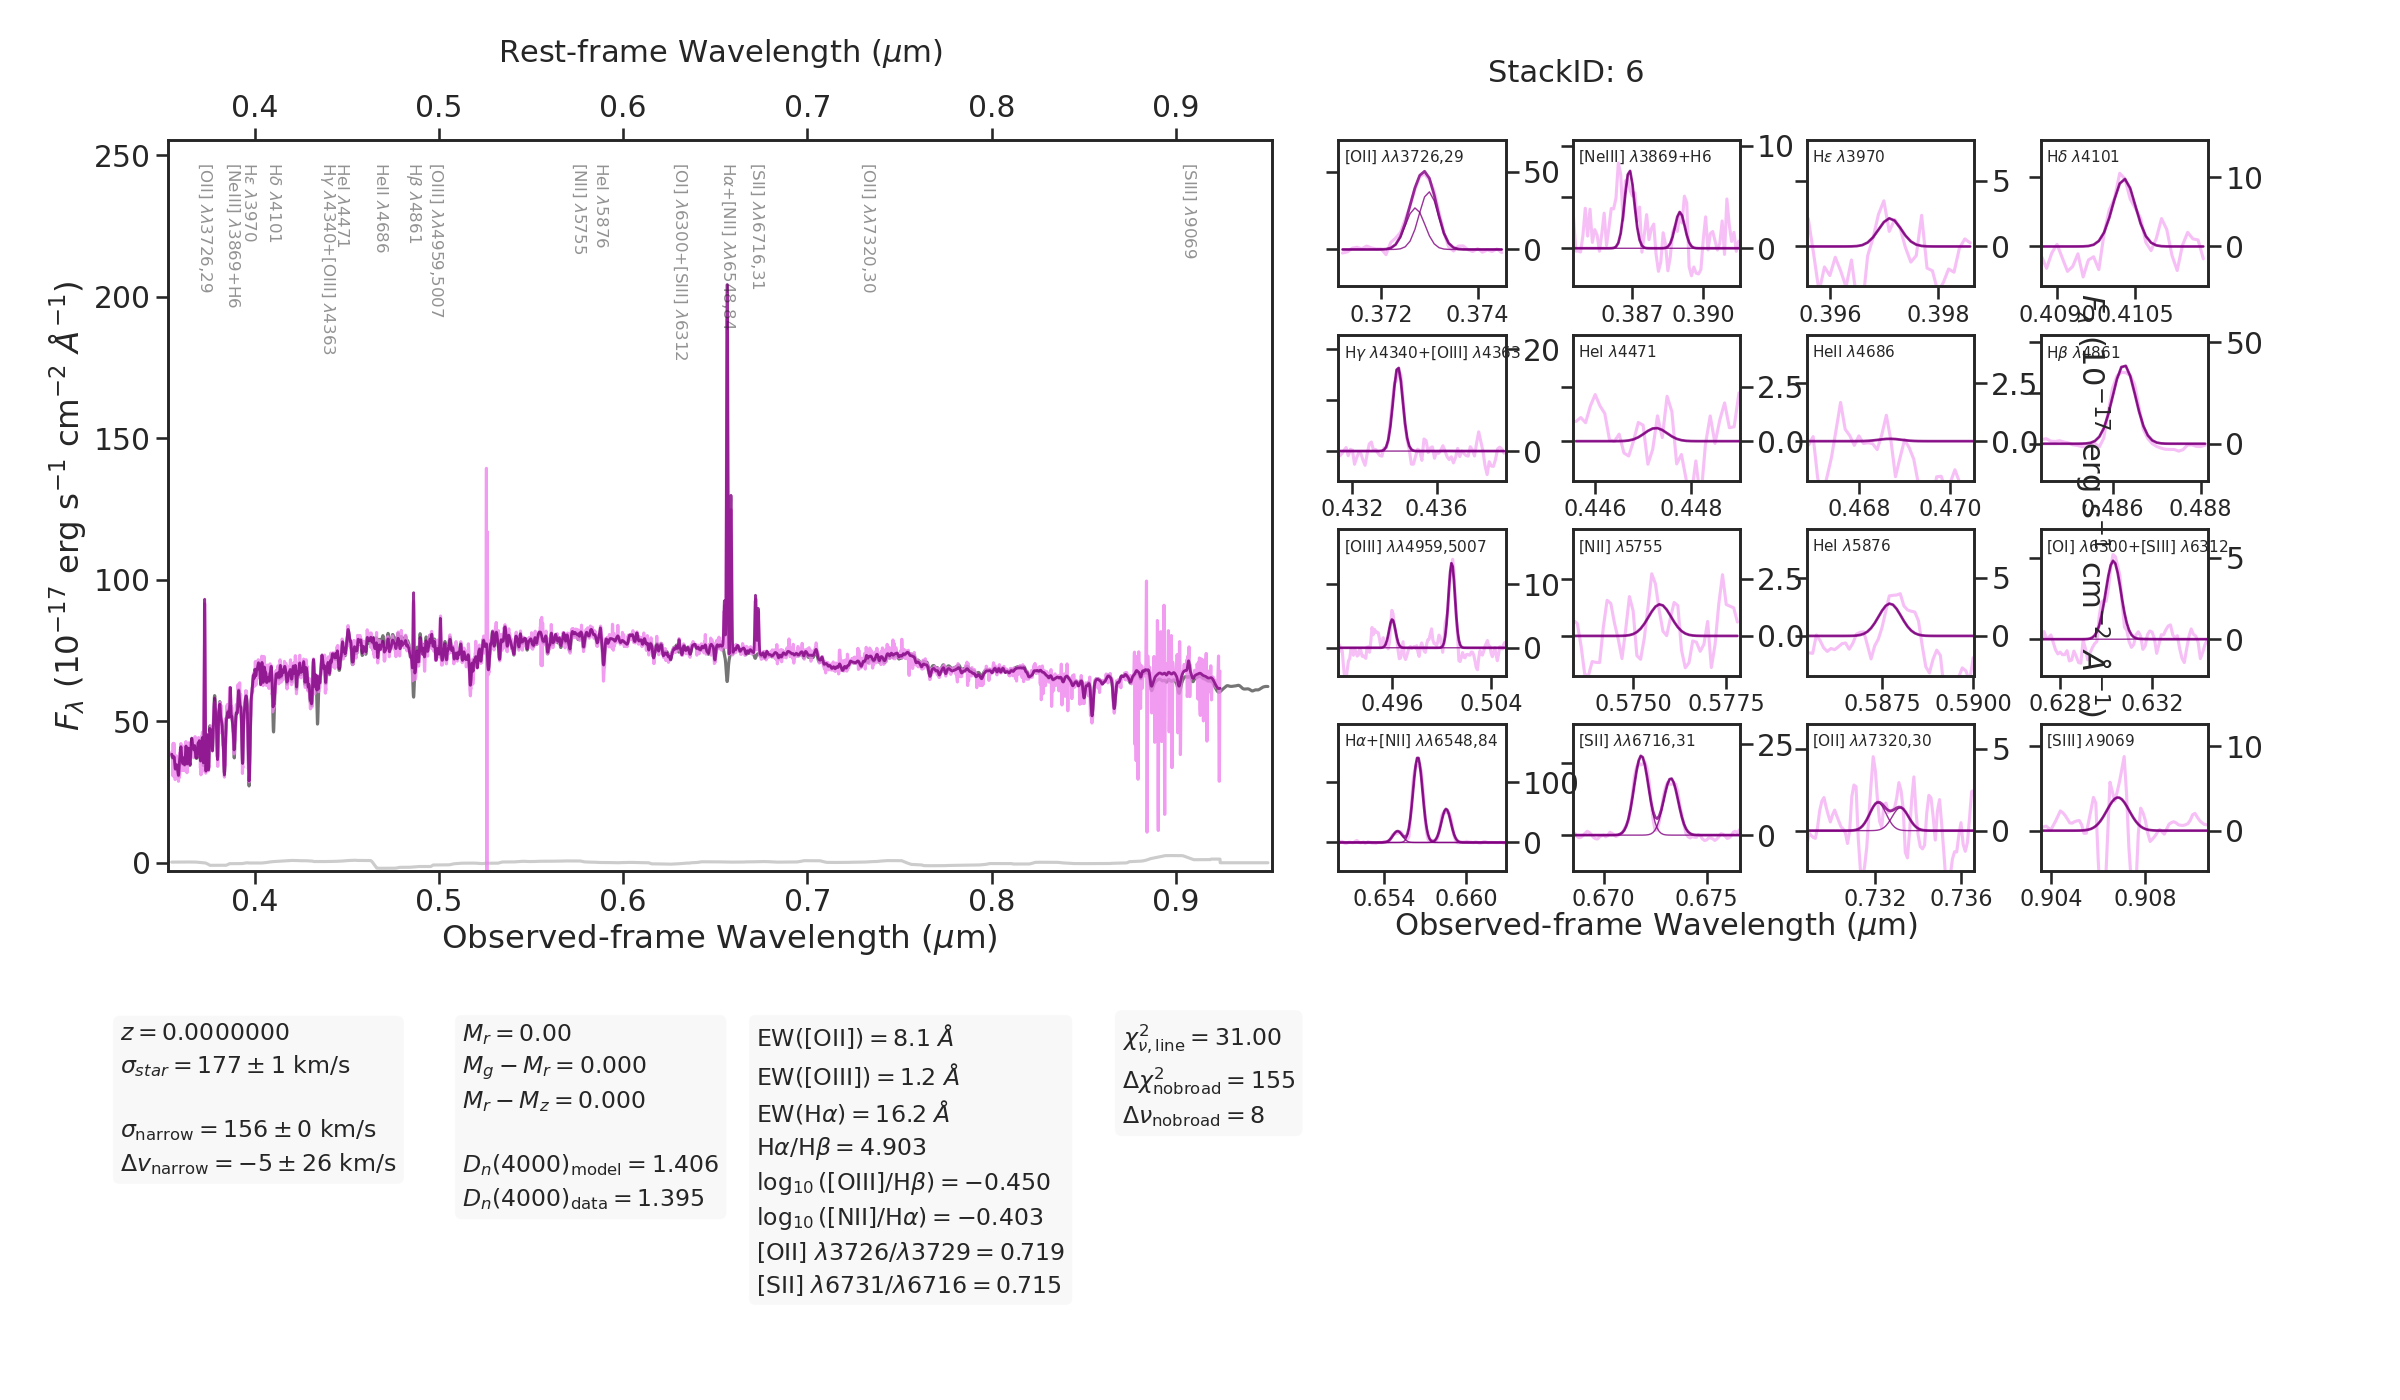 Rest-frame Wavelength (μm)
StackID: 6
0.4 0.5 0.6 0.7 0.8 0.9
250
200
150
100
50
0
F_λ (10⁻¹⁷ erg s⁻¹ cm⁻² Å⁻¹)
[OII] λλ3726,29
[NeIII] λ3869+H6
Hε λ3970
Hδ λ4101
Hγ λ4340+[OIII] λ4363
HeI λ4471
HeII λ4686
Hβ λ4861
[OIII] λλ4959,5007
[NII] λ5755
HeI λ5876
[OI] λ6300+[SIII] λ6312
Hα+[NII] λλ6548,84
[SII] λλ6716,31
[OII] λλ7320,30
[SIII] λ9069
0.4 0.5 0.6 0.7 0.8 0.9
Observed-frame Wavelength (μm)
[OII] λλ3726,29
50
0
0.372 0.374
[NeIII] λ3869+H6
10
0
0.387 0.390
Hε λ3970
5
0
0.396 0.398
Hδ λ4101
10
0
0.4090 0.4105
Hγ λ4340+[OIII] λ4363
20
0
0.432 0.436
HeI λ4471
2.5
0.0
0.446 0.448
HeII λ4686
2.5
0.0
0.468 0.470
Hβ λ4861
50
0
0.486 0.488
[OIII] λλ4959,5007
10
0
0.496 0.504
[NII] λ5755
2.5
0.0
0.5750 0.5775
HeI λ5876
5
0
0.5875 0.5900
[OI] λ6300+[SIII] λ6312
5
0
0.628 0.632
Hα+[NII] λλ6548,84
100
0
0.654 0.660
[SII] λλ6716,31
25
0
0.670 0.675
[OII] λλ7320,30
5
0
0.732 0.736
[SIII] λ9069
10
0
0.904 0.908
F_λ (10⁻¹⁷ erg s⁻¹ cm⁻² Å⁻¹)
Observed-frame Wavelength (μm)
z = 0.0000000
σ_star = 177 ± 1 km/s
σ_narrow = 156 ± 0 km/s
Δv_narrow = −5 ± 26 km/s
M_r = 0.00
M_g − M_r = 0.000
M_r − M_z = 0.000
D_n(4000)_model = 1.406
D_n(4000)_data = 1.395
EW([OII]) = 8.1 Å
EW([OIII]) = 1.2 Å
EW(Hα) = 16.2 Å
Hα/Hβ = 4.903
log₁₀([OIII]/Hβ) = −0.450
log₁₀([NII]/Hα) = −0.403
[OII] λ3726/λ3729 = 0.719
[SII] λ6731/λ6716 = 0.715
χ²_ν,line = 31.00
Δχ²_nobroad = 155
Δν_nobroad = 8